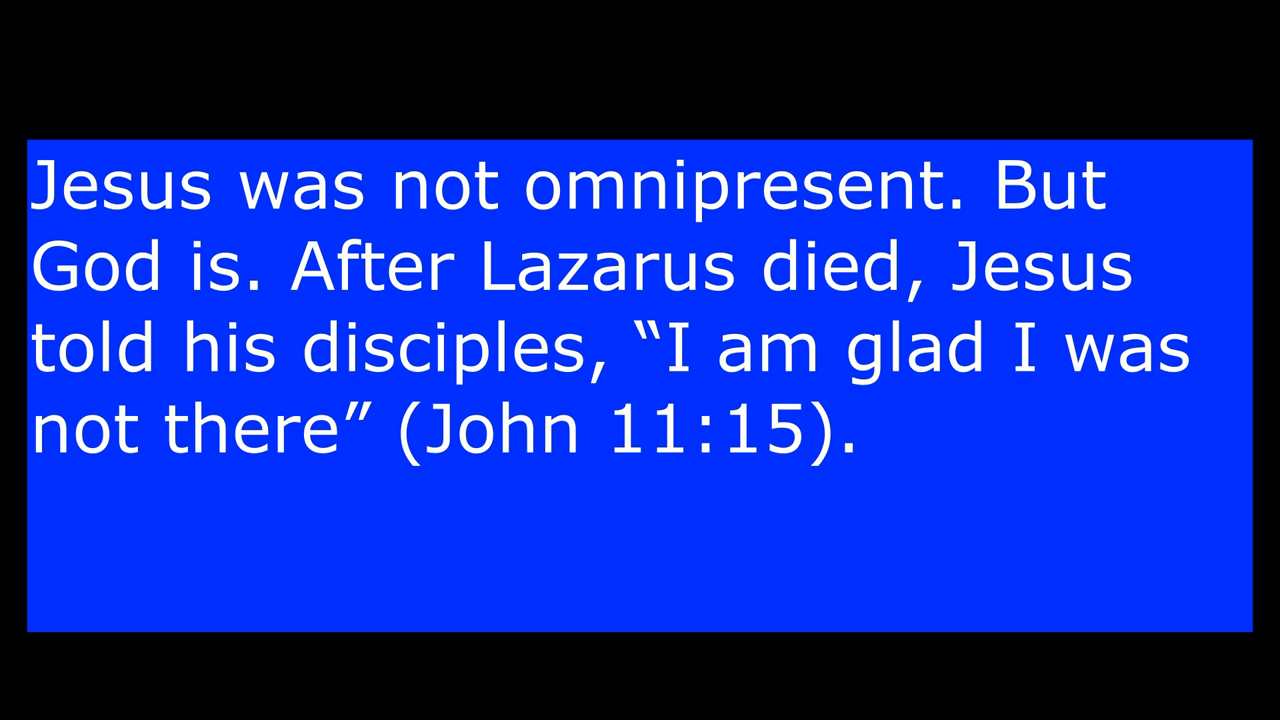 Jesus was not omnipresent. But
God is. After Lazarus died, Jesus
told his disciples, “I am glad I was
not there” (John 11:15).